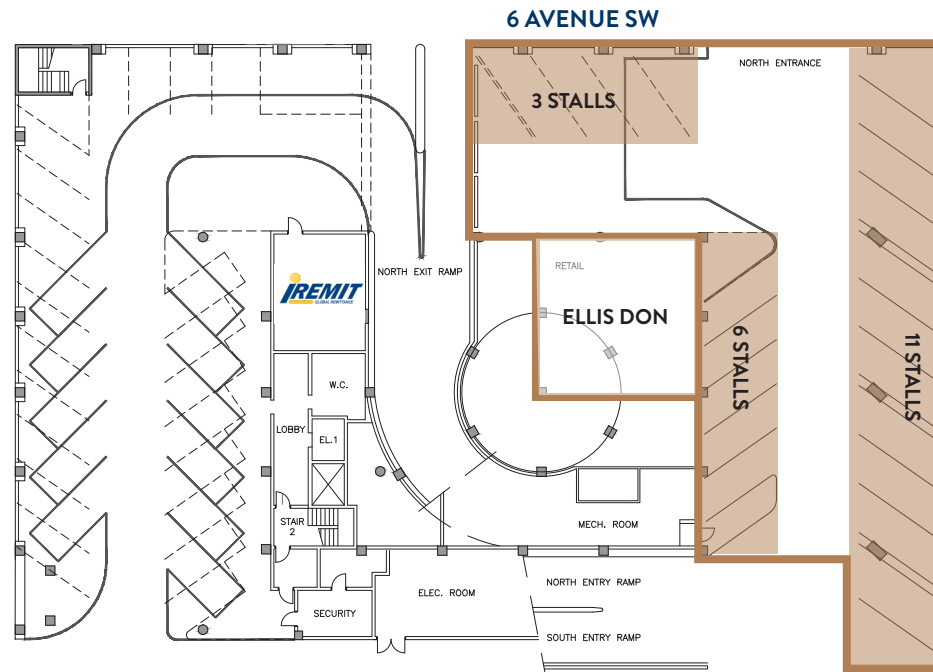 6 AVENUE SW
3 STALLS
NORTH ENTRANCE
RETAIL
NORTH EXIT RAMP
iREMIT
GLOBAL REMITTANCE
ELLIS DON
6 STALLS
11 STALLS
W.C.
LOBBY
EL.1
STAIR
2
MECH. ROOM
ELEC. ROOM
NORTH ENTRY RAMP
SECURITY
SOUTH ENTRY RAMP